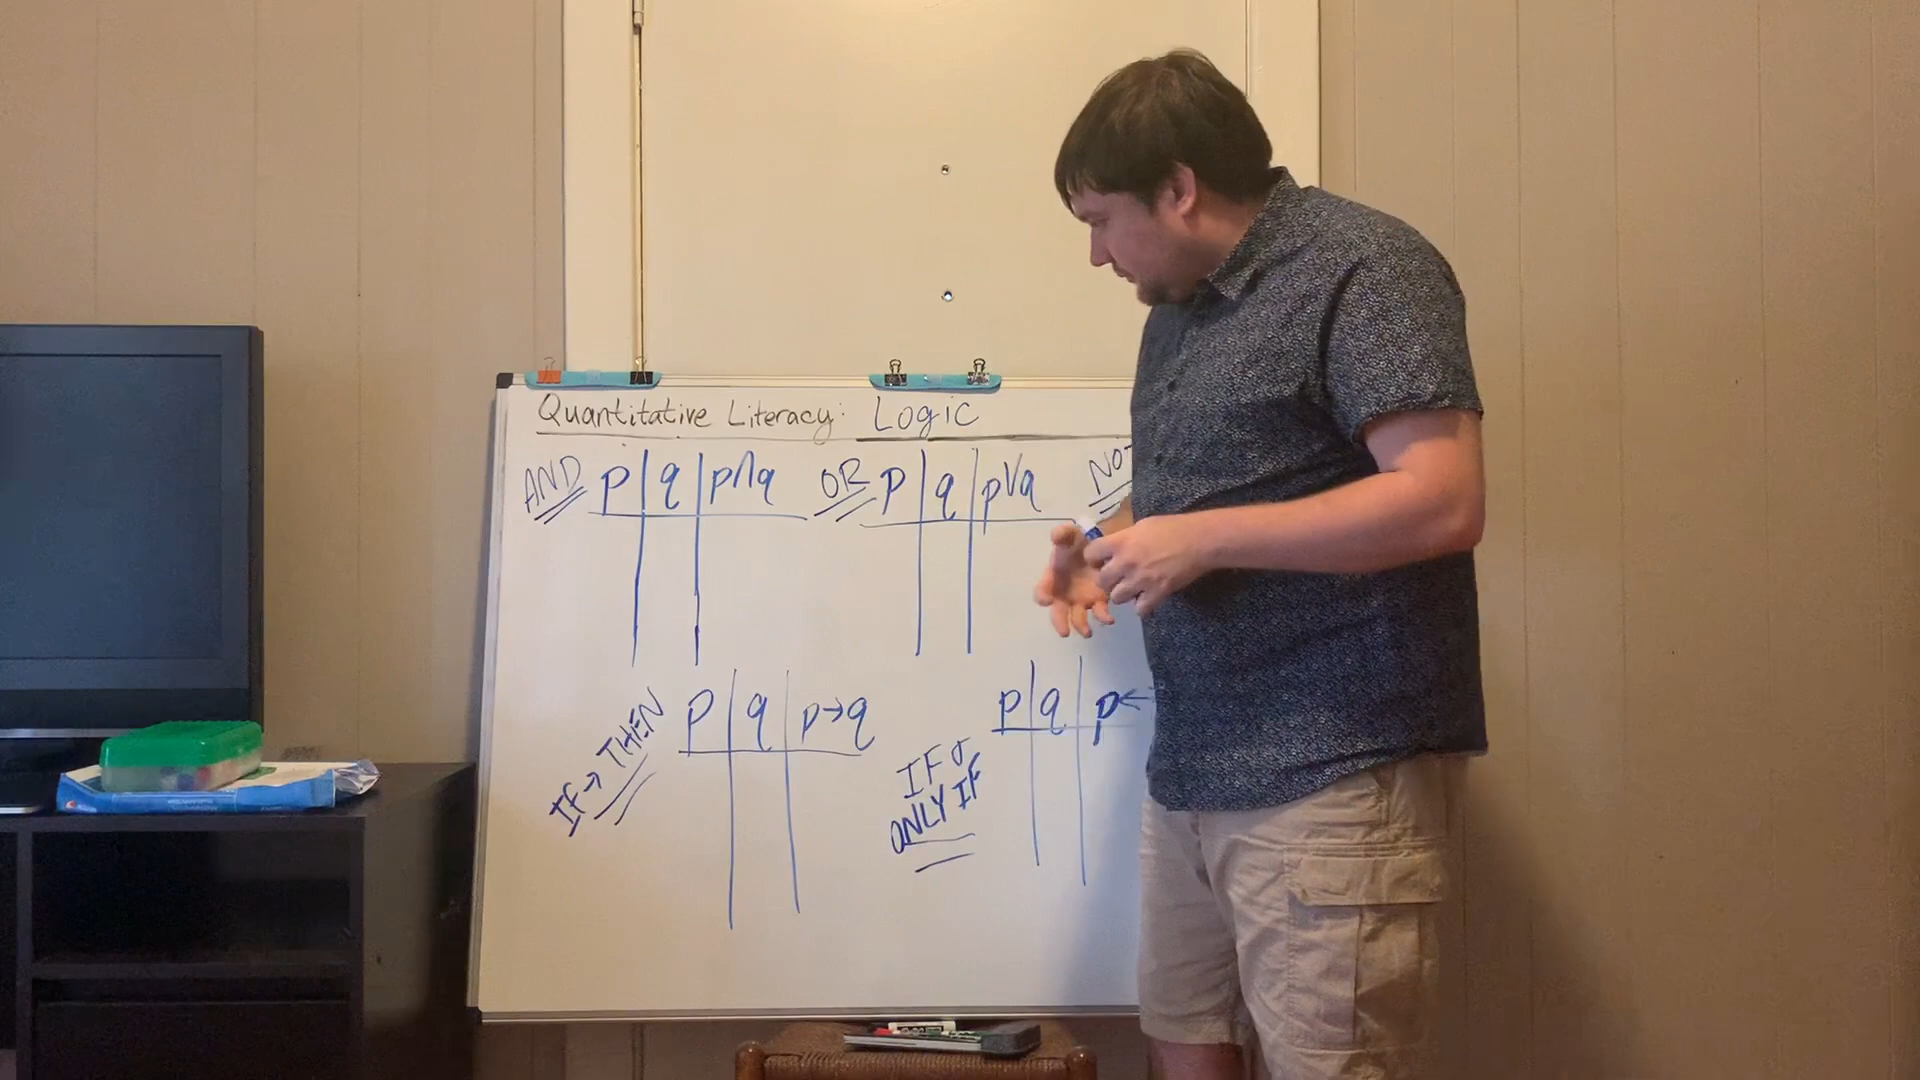 Quantitative Literacy: Logic
AND p q p∧q
OR p q p∨q
NOT
IF→THEN p q p→q
IF &
ONLY IF
p q p←